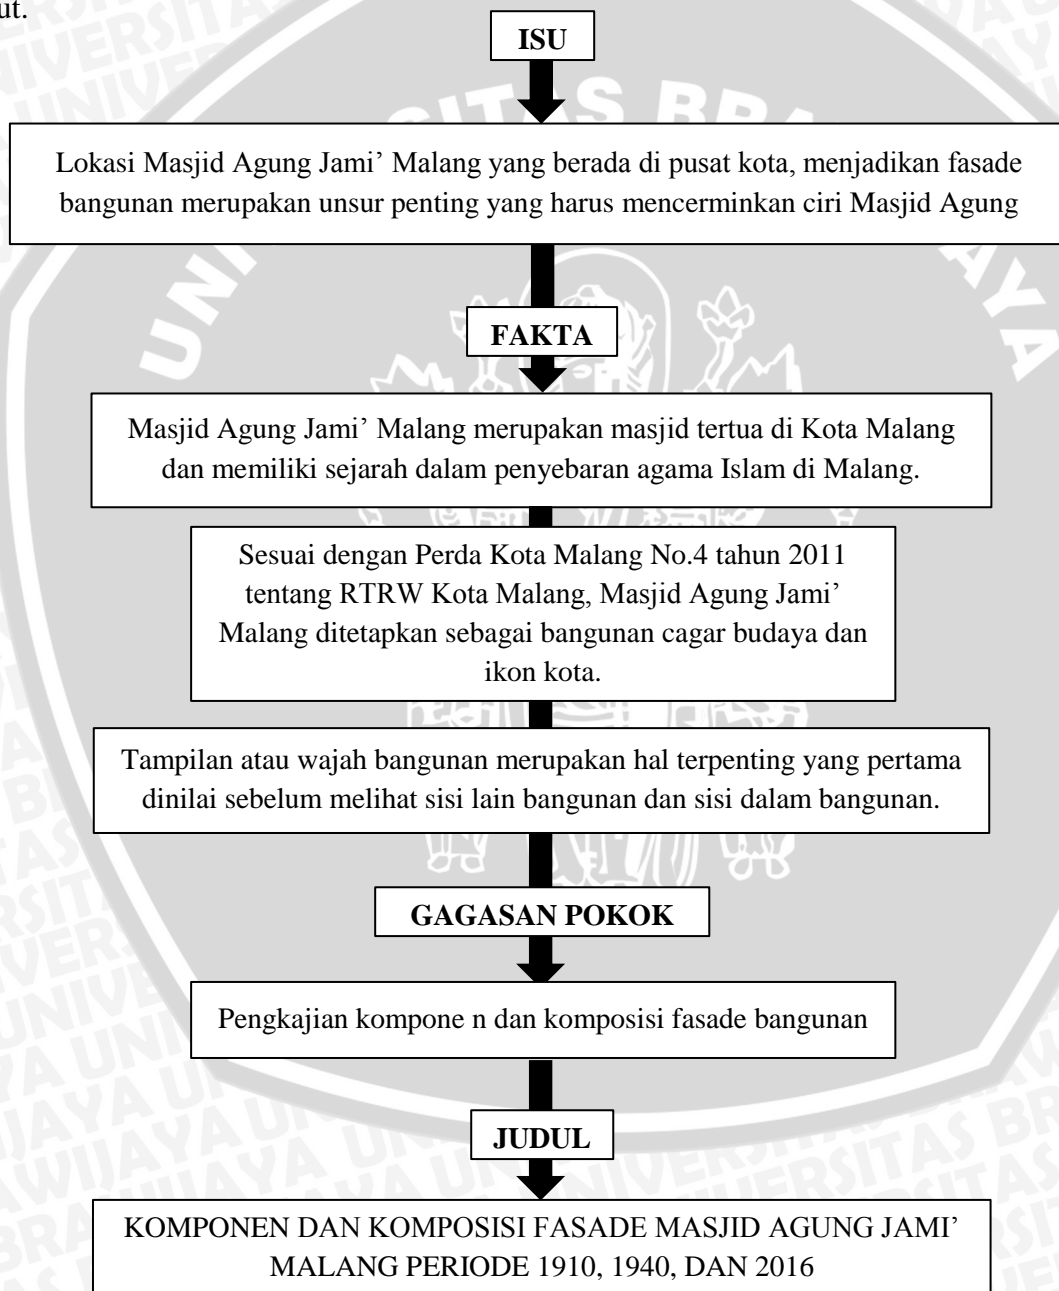 ut.
ISU
Lokasi Masjid Agung Jami’ Malang yang berada di pusat kota, menjadikan fasade
bangunan merupakan unsur penting yang harus mencerminkan ciri Masjid Agung
FAKTA
Masjid Agung Jami’ Malang merupakan masjid tertua di Kota Malang
dan memiliki sejarah dalam penyebaran agama Islam di Malang.
Sesuai dengan Perda Kota Malang No.4 tahun 2011
tentang RTRW Kota Malang, Masjid Agung Jami’
Malang ditetapkan sebagai bangunan cagar budaya dan
ikon kota.
Tampilan atau wajah bangunan merupakan hal terpenting yang pertama
dinilai sebelum melihat sisi lain bangunan dan sisi dalam bangunan.
GAGASAN POKOK
Pengkajian kompone n dan komposisi fasade bangunan
JUDUL
KOMPONEN DAN KOMPOSISI FASADE MASJID AGUNG JAMI’
MALANG PERIODE 1910, 1940, DAN 2016